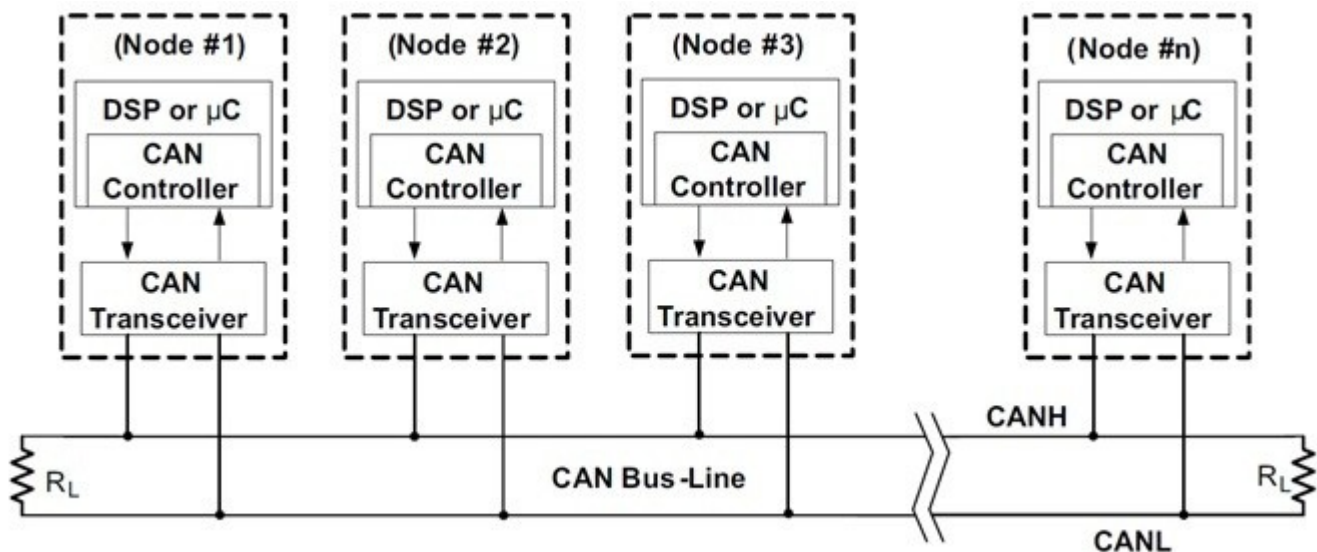 (Node #1)
DSP or µC
CAN
Controller
CAN
Transceiver
(Node #2)
DSP or µC
CAN
Controller
CAN
Transceiver
(Node #3)
DSP or µC
CAN
Controller
CAN
Transceiver
(Node #n)
DSP or µC
CAN
Controller
CAN
Transceiver
CANH
RL
CAN Bus-Line
RL
CANL